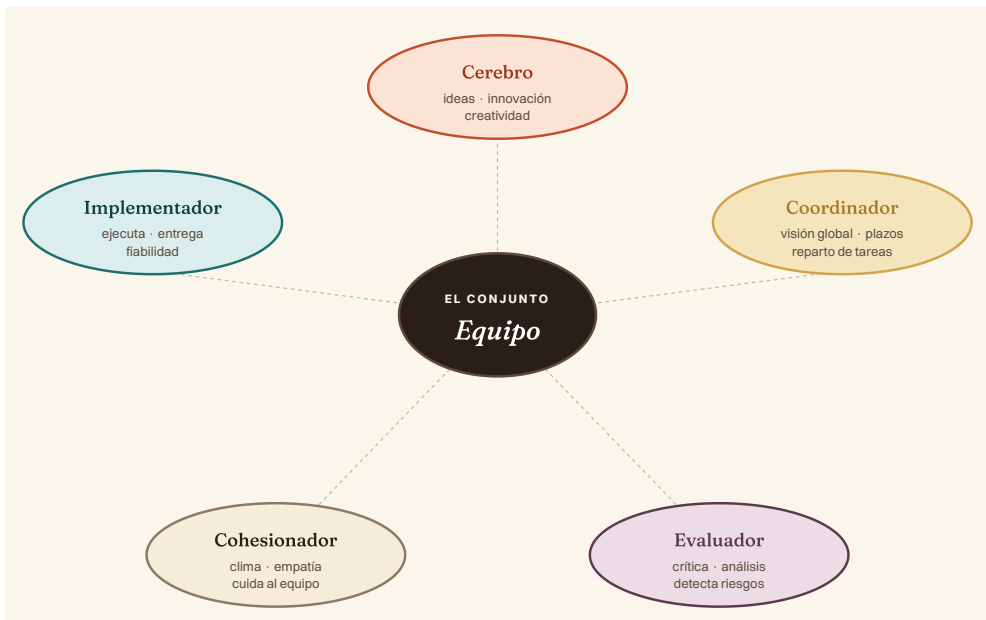 Cerebro
ideas · innovación
creatividad
Implementador
ejecuta · entrega
fiabilidad
Coordinador
visión global · plazos
reparto de tareas
EL CONJUNTO
Equipo
Cohesionador
clima · empatía
cuida al equipo
Evaluador
crítica · análisis
detecta riesgos